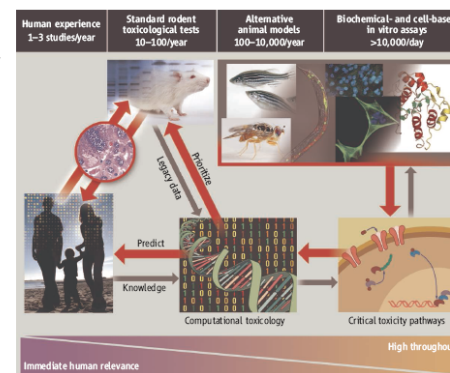 Human experience
1–3 studies/year
Standard rodent
toxicological tests
10–100/year
Alternative
animal models
100–10,000/year
Biochemical- and cell-base
in vitro assays
>10,000/day
Legacy data
Prioritize
Predict
Knowledge
Computational toxicology
Critical toxicity pathways
High throughou
Immediate human relevance